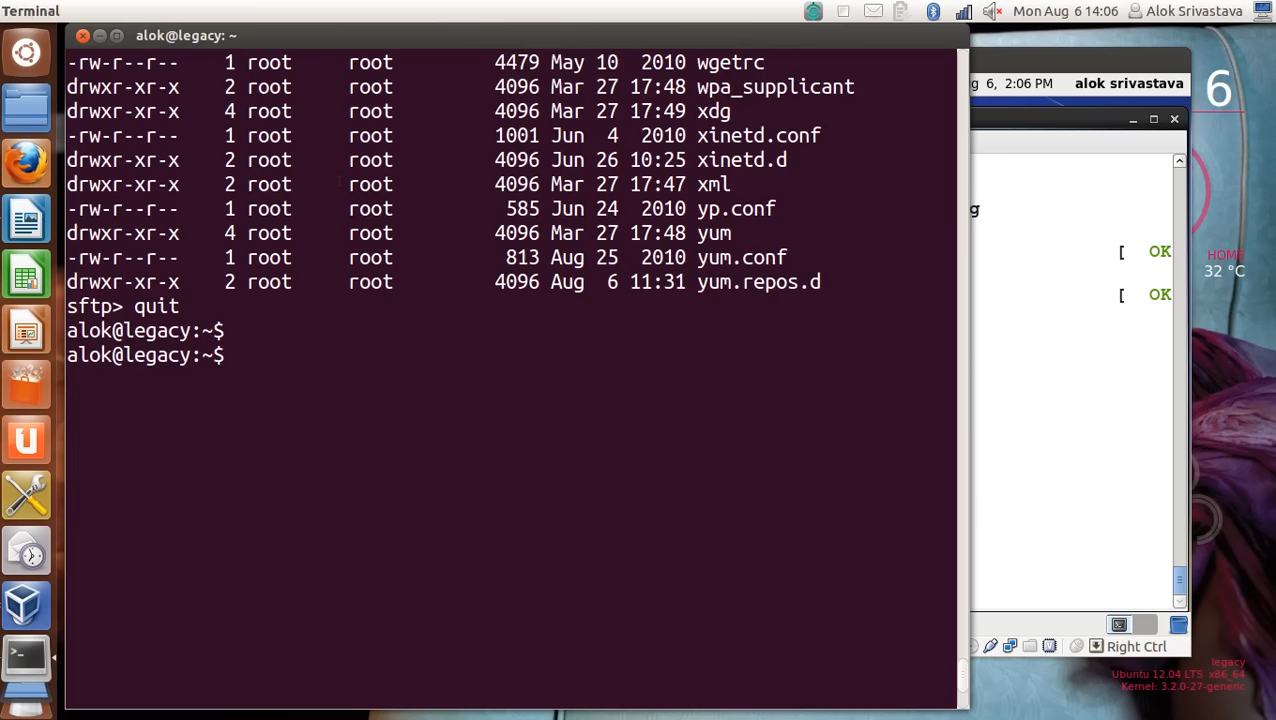 Terminal
Mon Aug 6 14:06
Alok Srivastava
alok@legacy: ~
-rw-r--r-- 1 root root 4479 May 10 2010 wgetrc
drwxr-xr-x 2 root root 4096 Mar 27 17:48 wpa_supplicant
drwxr-xr-x 4 root root 4096 Mar 27 17:49 xdg
-rw-r--r-- 1 root root 1001 Jun 4 2010 xinetd.conf
drwxr-xr-x 2 root root 4096 Jun 26 10:25 xinetd.d
drwxr-xr-x 2 root root 4096 Mar 27 17:47 xml
-rw-r--r-- 1 root root 585 Jun 24 2010 yp.conf
drwxr-xr-x 4 root root 4096 Mar 27 17:48 yum
-rw-r--r-- 1 root root 813 Aug 25 2010 yum.conf
drwxr-xr-x 2 root root 4096 Aug 6 11:31 yum.repos.d
sftp> quit
alok@legacy:~$
alok@legacy:~$
g 6, 2:06 PM alok srivastava
g
[ OK
[ OK
Right Ctrl
6
HOME
32 °C
legacy
Ubuntu 12.04 LTS x86_64
Kernel: 3.2.0-27-generic